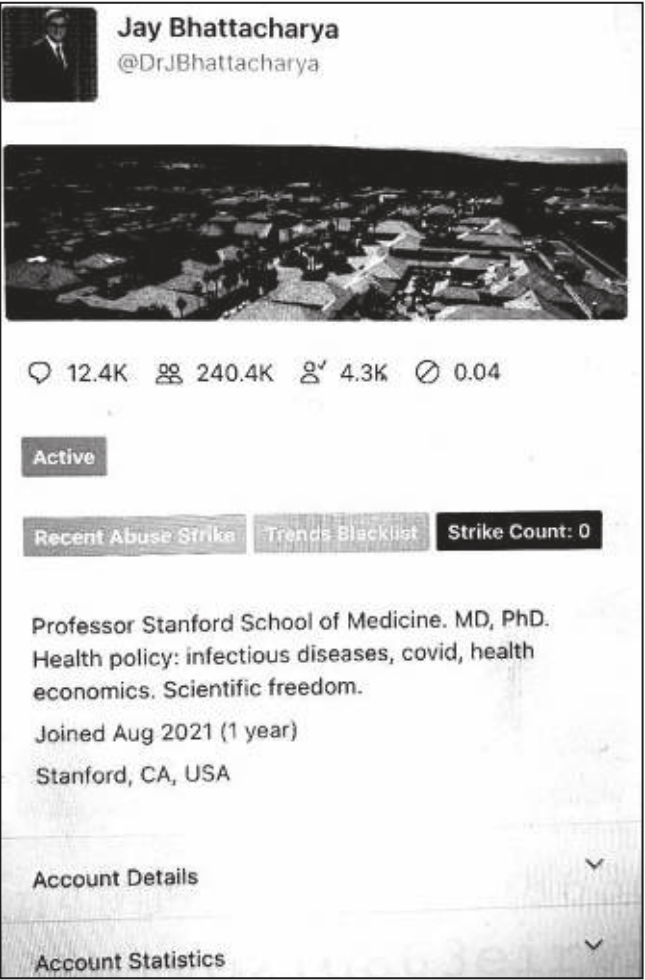 Jay Bhattacharya
@DrJBhattacharya
12.4K 240.4K 4.3K 0.04
Active
Recent Abuse Strike Trends Blacklist Strike Count: 0
Professor Stanford School of Medicine. MD, PhD.
Health policy: infectious diseases, covid, health
economics. Scientific freedom.
Joined Aug 2021 (1 year)
Stanford, CA, USA
Account Details
Account Statistics